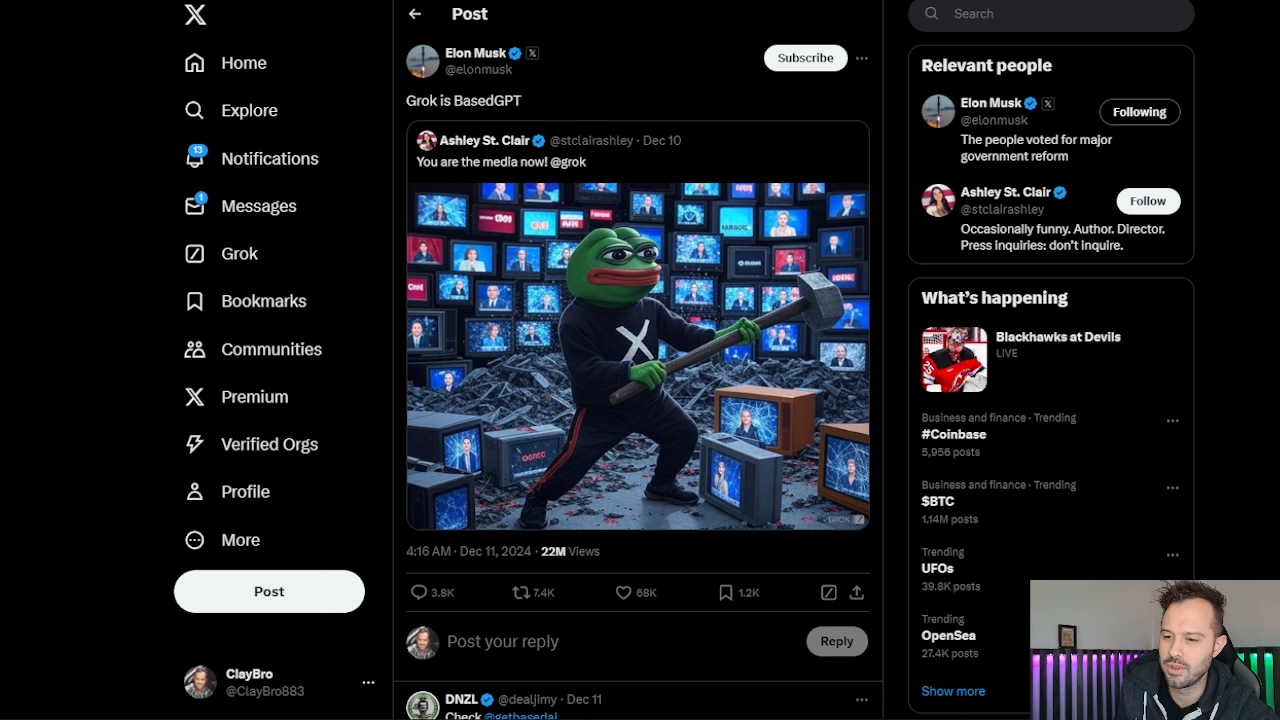 Home
Explore
13
Notifications
1
Messages
Grok
Bookmarks
Communities
Premium
Verified Orgs
Profile
More
Post
ClayBro
@ClayBro883
Post
Elon Musk
@elonmusk
Subscribe
Grok is BasedGPT
Ashley St. Clair @stclairashley · Dec 10
You are the media now! @grok
X
GROK
4:16 AM · Dec 11, 2024 · 22M Views
3.8K 7.4K 68K 1.2K
Post your reply
Reply
DNZL @dealjimy · Dec 11
Check @getbasedai
Search
Relevant people
Elon Musk
@elonmusk
Following
The people voted for major
government reform
Ashley St. Clair
@stclairashley
Follow
Occasionally funny. Author. Director.
Press inquiries: don't inquire.
What's happening
Blackhawks at Devils
LIVE
Business and finance · Trending
#Coinbase
5,956 posts
Business and finance · Trending
$BTC
1.14M posts
Trending
UFOs
39.8K posts
Trending
OpenSea
27.4K posts
Show more